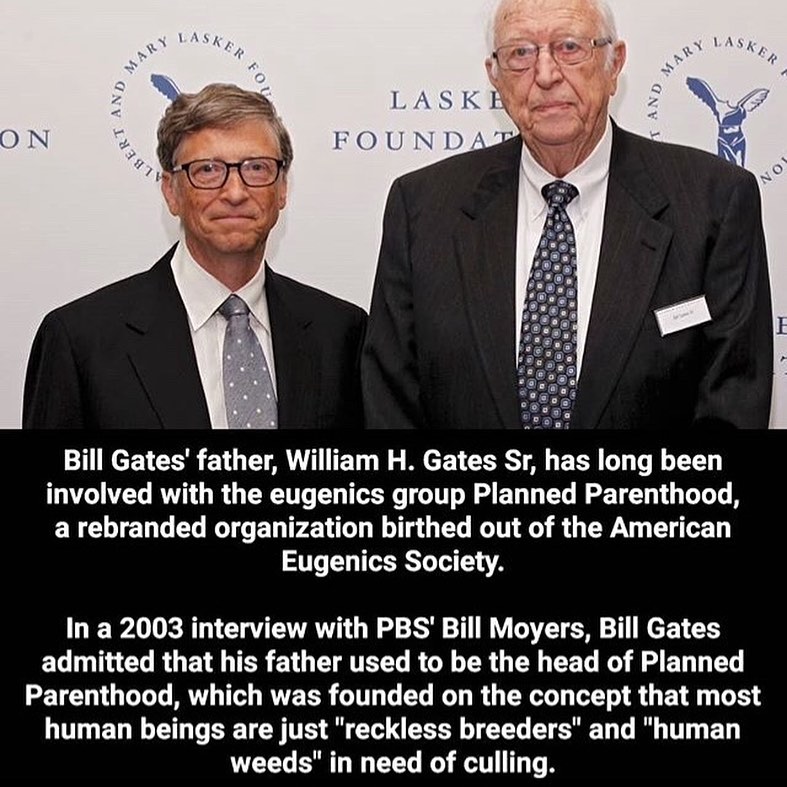 ALBERT AND MARY LASKER FOU
LASKE
AND MARY LASKER F
ON
FOUNDAT
ION
E
Bill Gates' father, William H. Gates Sr, has long been
involved with the eugenics group Planned Parenthood,
a rebranded organization birthed out of the American
Eugenics Society.
In a 2003 interview with PBS' Bill Moyers, Bill Gates
admitted that his father used to be the head of Planned
Parenthood, which was founded on the concept that most
human beings are just "reckless breeders" and "human
weeds" in need of culling.